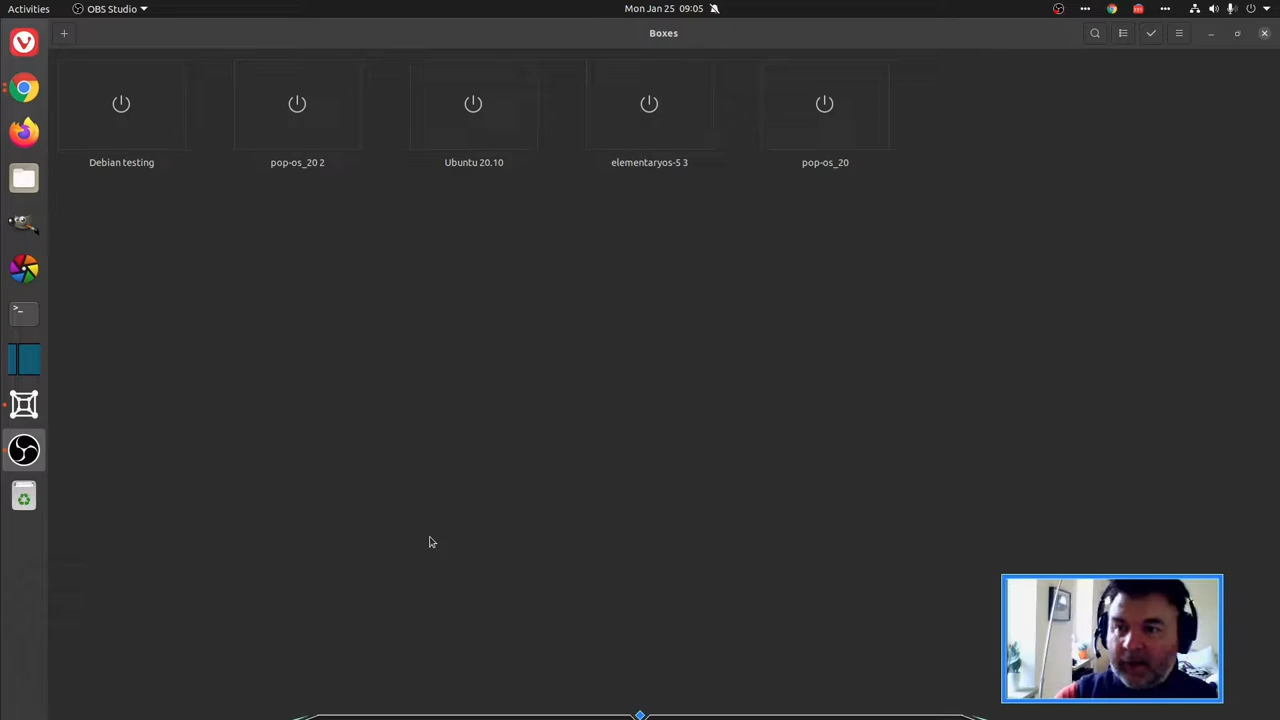 Activities
OBS Studio
Mon Jan 25 09:05
Boxes
Debian testing
pop-os_20 2
Ubuntu 20.10
elementaryos-5 3
pop-os_20
>_